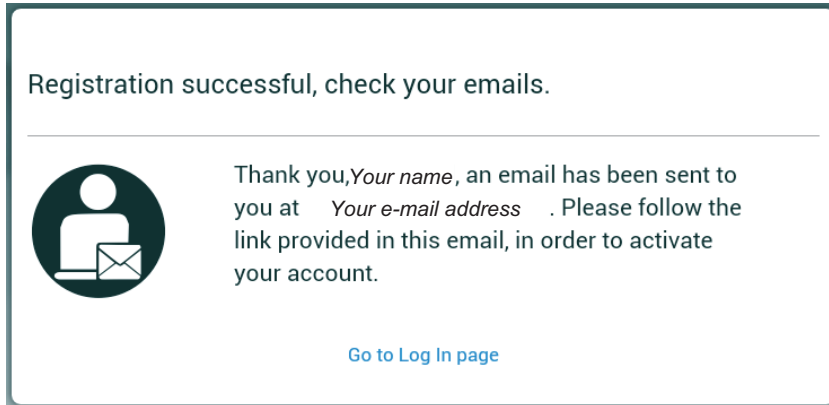 Registration successful, check your emails.
Thank you,Your name, an email has been sent to
you at Your e-mail address . Please follow the
link provided in this email, in order to activate
your account.
Go to Log In page